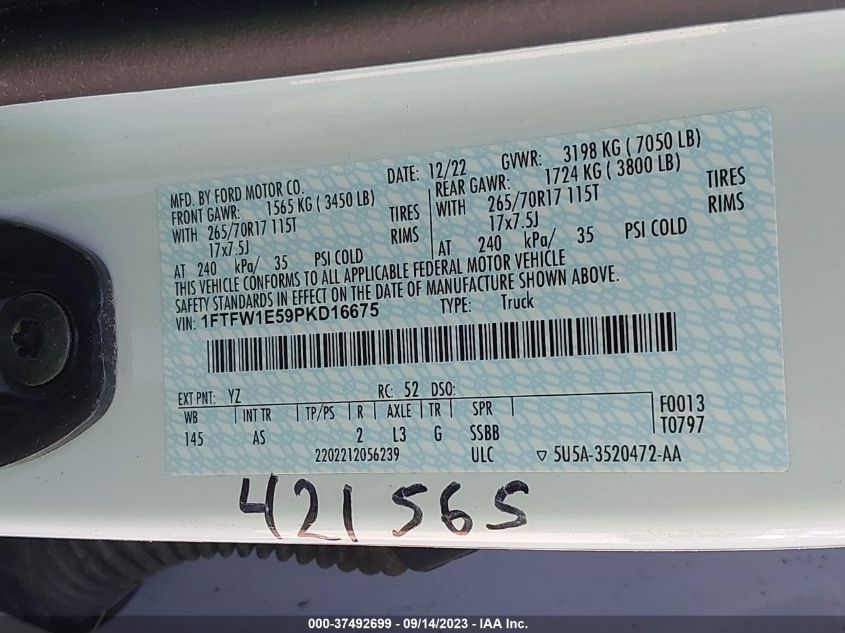 MFD. BY FORD MOTOR CO. DATE: 12/22 GVWR: 3198 KG ( 7050 LB)
FRONT GAWR: 1565 KG ( 3450 LB) REAR GAWR: 1724 KG ( 3800 LB)
WITH 265/70R17 115T TIRES WITH 265/70R17 115T TIRES
17x7.5J RIMS 17x7.5J RIMS
AT 240 kPa/ 35 PSI COLD AT 240 kPa/ 35 PSI COLD
THIS VEHICLE CONFORMS TO ALL APPLICABLE FEDERAL MOTOR VEHICLE
SAFETY STANDARDS IN EFFECT ON THE DATE OF MANUFACTURE SHOWN ABOVE.
VIN: 1FTFW1E59PKD16675 TYPE: Truck
EXT PNT: YZ RC: 52 DSO:
WB INT TR TP/PS R AXLE TR SPR F0013
145 AS 2 L3 G SSBB T0797
2202212056239 ULC ▽ 5U5A-3520472-AA
421565
000-37492699 - 09/14/2023 - IAA Inc.